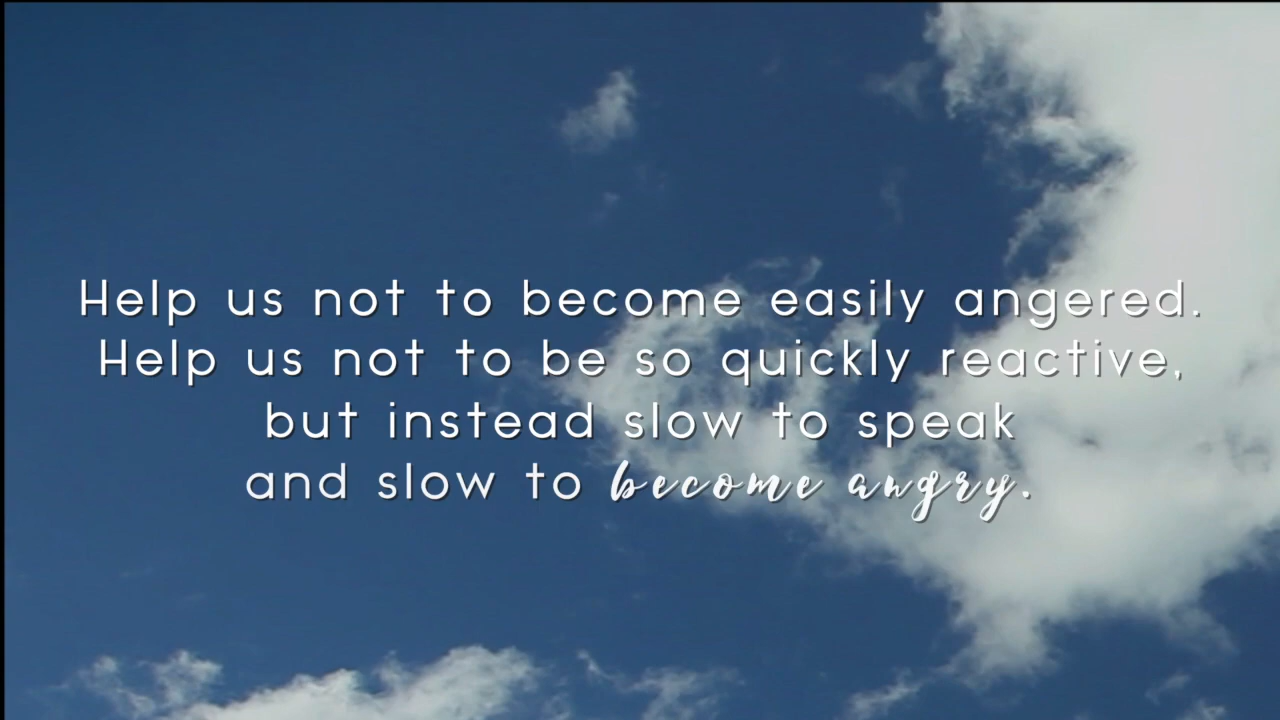 Help us not to become easily angered.
Help us not to be so quickly reactive,
but instead slow to speak
and slow to become angry.